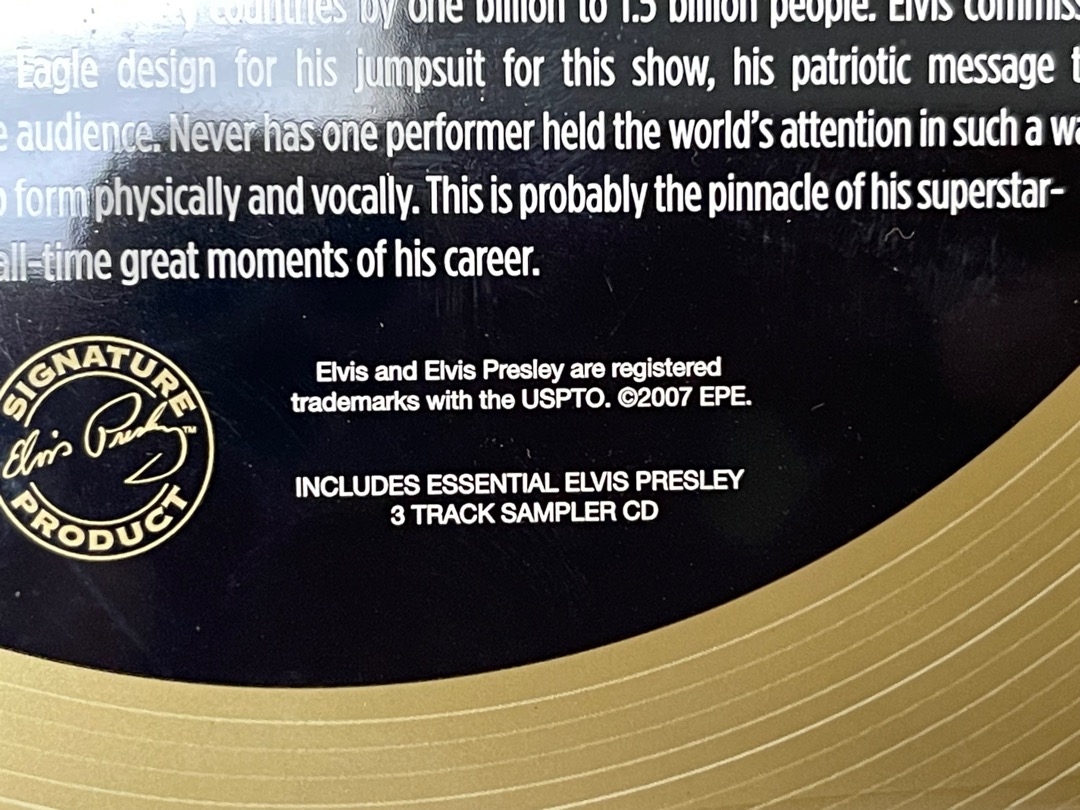 countries by one billion to 1.5 billion people. Elvis
Eagle design for his jumpsuit for this show, his patriotic message
audience. Never has one performer held the world's attention in such a
form physically and vocally. This is probably the pinnacle of his superstar-
all-time great moments of his career.
SIGNATURE
Elvis Presley™
PRODUCT
Elvis and Elvis Presley are registered
trademarks with the USPTO. ©2007 EPE.
INCLUDES ESSENTIAL ELVIS PRESLEY
3 TRACK SAMPLER CD